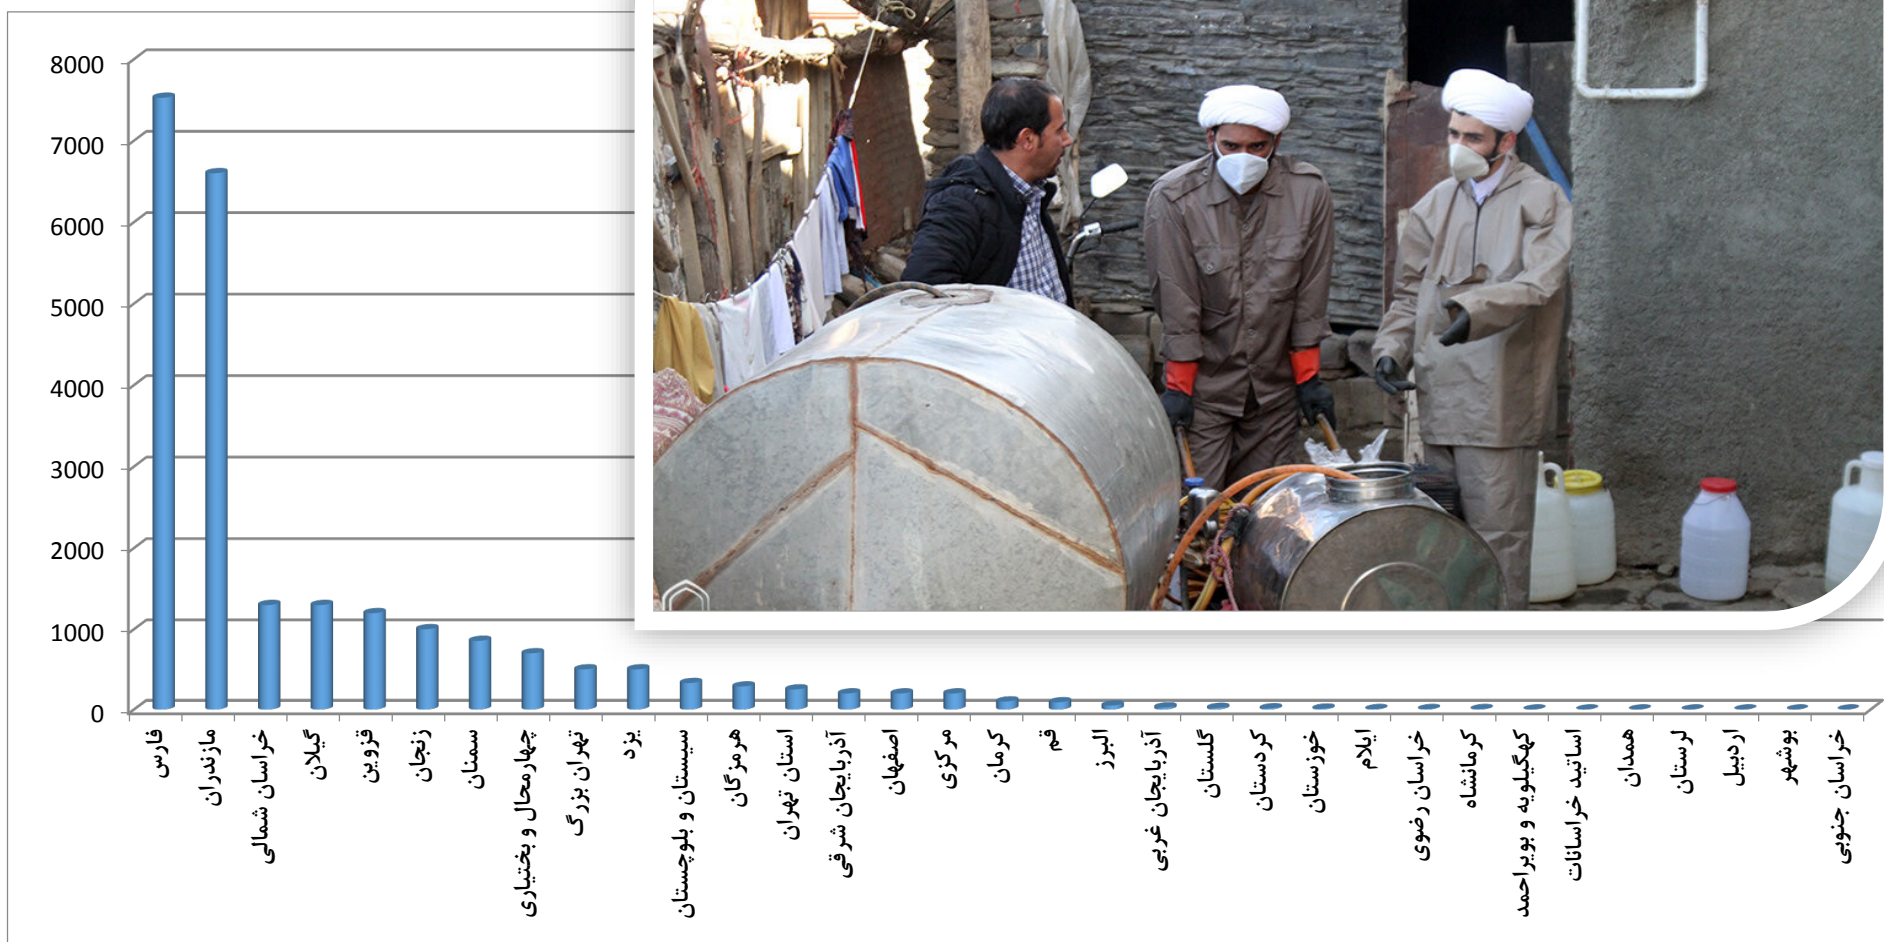 8000
7000
6000
5000
4000
3000
2000
1000
0
فارس
مازندران
خراسان شمالی
گیلان
قزوین
زنجان
سمنان
چهارمحال و بختیاری
تهران بزرگ
یزد
سیستان و بلوچستان
هرمزگان
استان تهران
آذربایجان شرقی
اصفهان
مرکزی
کرمان
قم
البرز
آذربایجان غربی
گلستان
کردستان
خوزستان
ایلام
خراسان رضوی
کرمانشاه
کهگیلویه و بویراحمد
اساتید خراسانات
همدان
لرستان
اردبیل
بوشهر
خراسان جنوبی